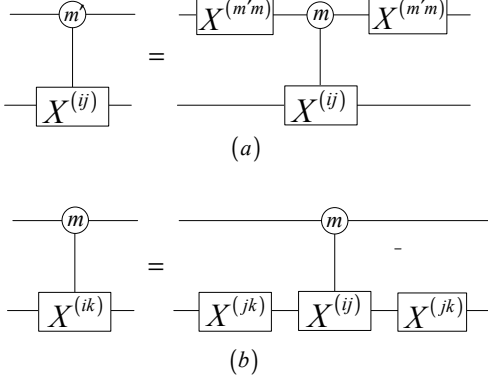 m′ = X^(m′m) m X^(m′m)
X^(ij) X^(ij)
(a)
m m
=
X^(ik) X^(jk) X^(ij) X^(jk)
(b)